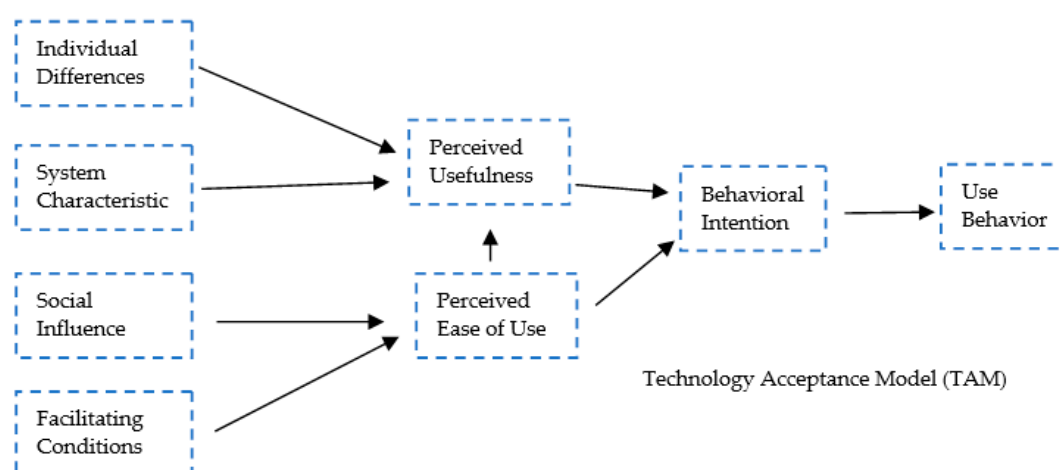 Individual
Differences
System
Characteristic
Social
Influence
Facilitating
Conditions
Perceived
Usefulness
Perceived
Ease of Use
Behavioral
Intention
Use
Behavior
Technology Acceptance Model (TAM)